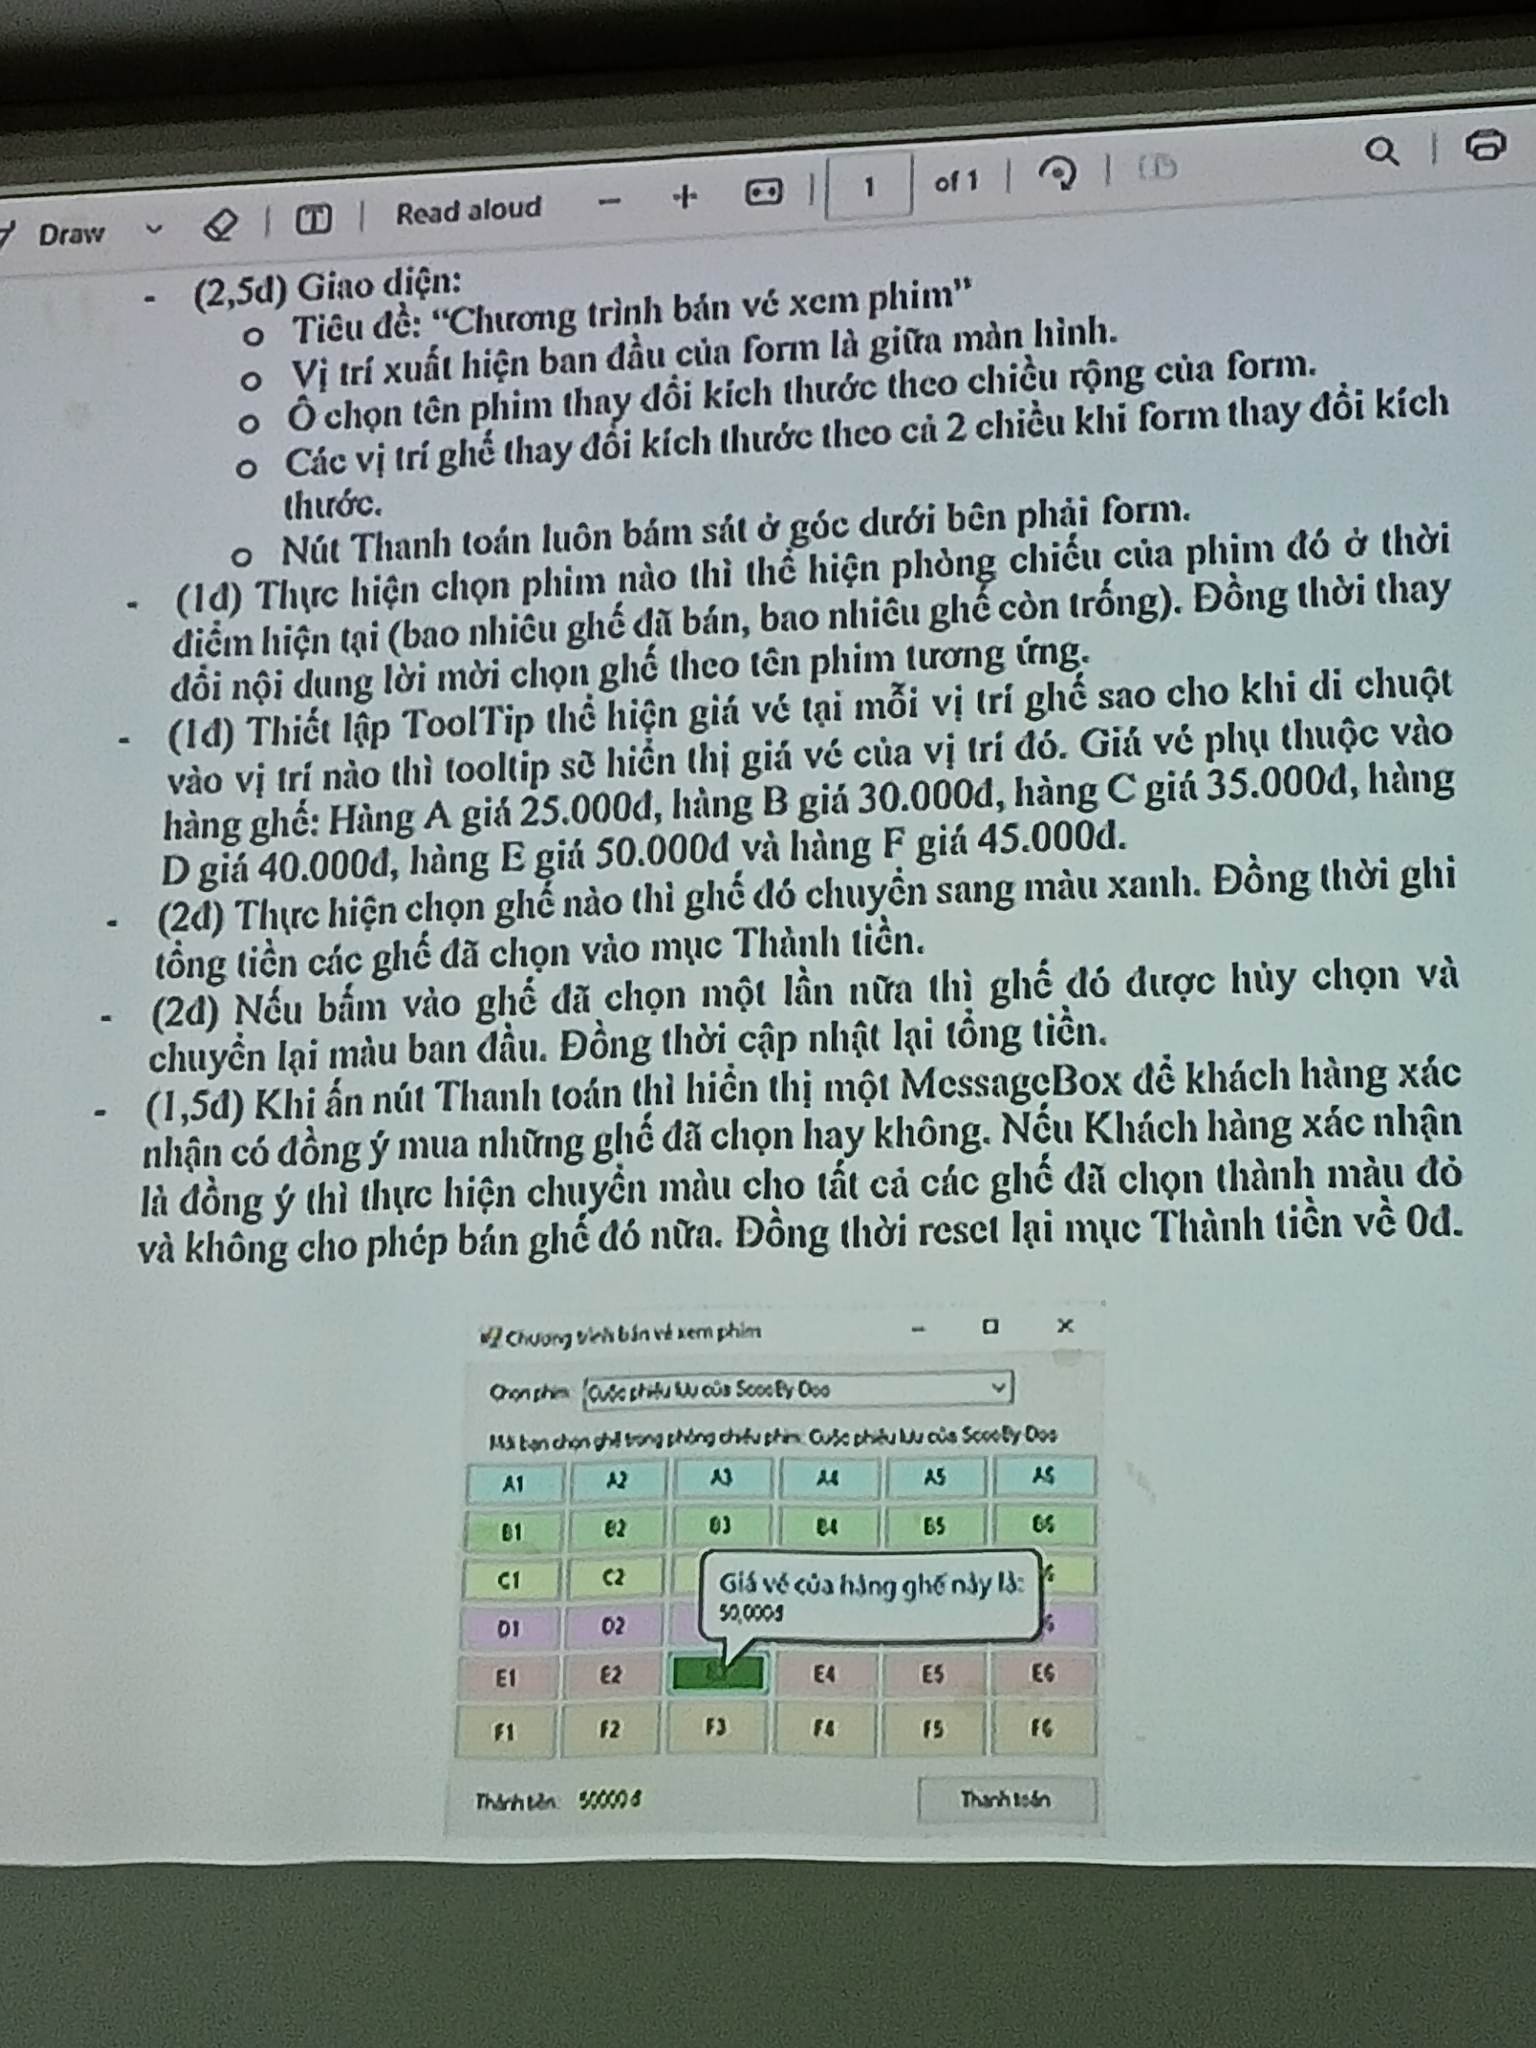 Draw Read aloud 1 of 1
- (2,5đ) Giao diện:
o Tiêu đề: “Chương trình bán vé xem phim”
o Vị trí xuất hiện ban đầu của form là giữa màn hình.
o Ô chọn tên phim thay đổi kích thước theo chiều rộng của form.
o Các vị trí ghế thay đổi kích thước theo cả 2 chiều khi form thay đổi kích
thước.
o Nút Thanh toán luôn bám sát ở góc dưới bên phải form.
- (1đ) Thực hiện chọn phim nào thì thể hiện phòng chiếu của phim đó ở thời
điểm hiện tại (bao nhiêu ghế đã bán, bao nhiêu ghế còn trống). Đồng thời thay
đổi nội dung lời mời chọn ghế theo tên phim tương ứng.
- (1đ) Thiết lập ToolTip thể hiện giá vé tại mỗi vị trí ghế sao cho khi di chuột
vào vị trí nào thì tooltip sẽ hiển thị giá vé của vị trí đó. Giá vé phụ thuộc vào
hàng ghế: Hàng A giá 25.000đ, hàng B giá 30.000đ, hàng C giá 35.000đ, hàng
D giá 40.000đ, hàng E giá 50.000đ và hàng F giá 45.000đ.
- (2đ) Thực hiện chọn ghế nào thì ghế đó chuyển sang màu xanh. Đồng thời ghi
tổng tiền các ghế đã chọn vào mục Thành tiền.
- (2đ) Nếu bấm vào ghế đã chọn một lần nữa thì ghế đó được hủy chọn và
chuyển lại màu ban đầu. Đồng thời cập nhật lại tổng tiền.
- (1,5đ) Khi ấn nút Thanh toán thì hiển thị một MessageBox để khách hàng xác
nhận có đồng ý mua những ghế đã chọn hay không. Nếu Khách hàng xác nhận
là đồng ý thì thực hiện chuyển màu cho tất cả các ghế đã chọn thành màu đỏ
và không cho phép bán ghế đó nữa. Đồng thời reset lại mục Thành tiền về 0đ.
Chương trình bán vé xem phim
Chọn phim: Cuộc phiêu lưu của Scooby Doo
Mời bạn chọn ghế trong phòng chiếu phim: Cuộc phiêu lưu của Scooby Doo
A1 A2 A3 A4 A5 A6
B1 B2 B3 B4 B5 B6
C1 C2
Giá vé của hàng ghế này là:
50,000đ
D1 D2
E1 E2 E4 E5 E6
F1 F2 F3 F4 F5 F6
Thành tiền: 50000 đ Thanh toán